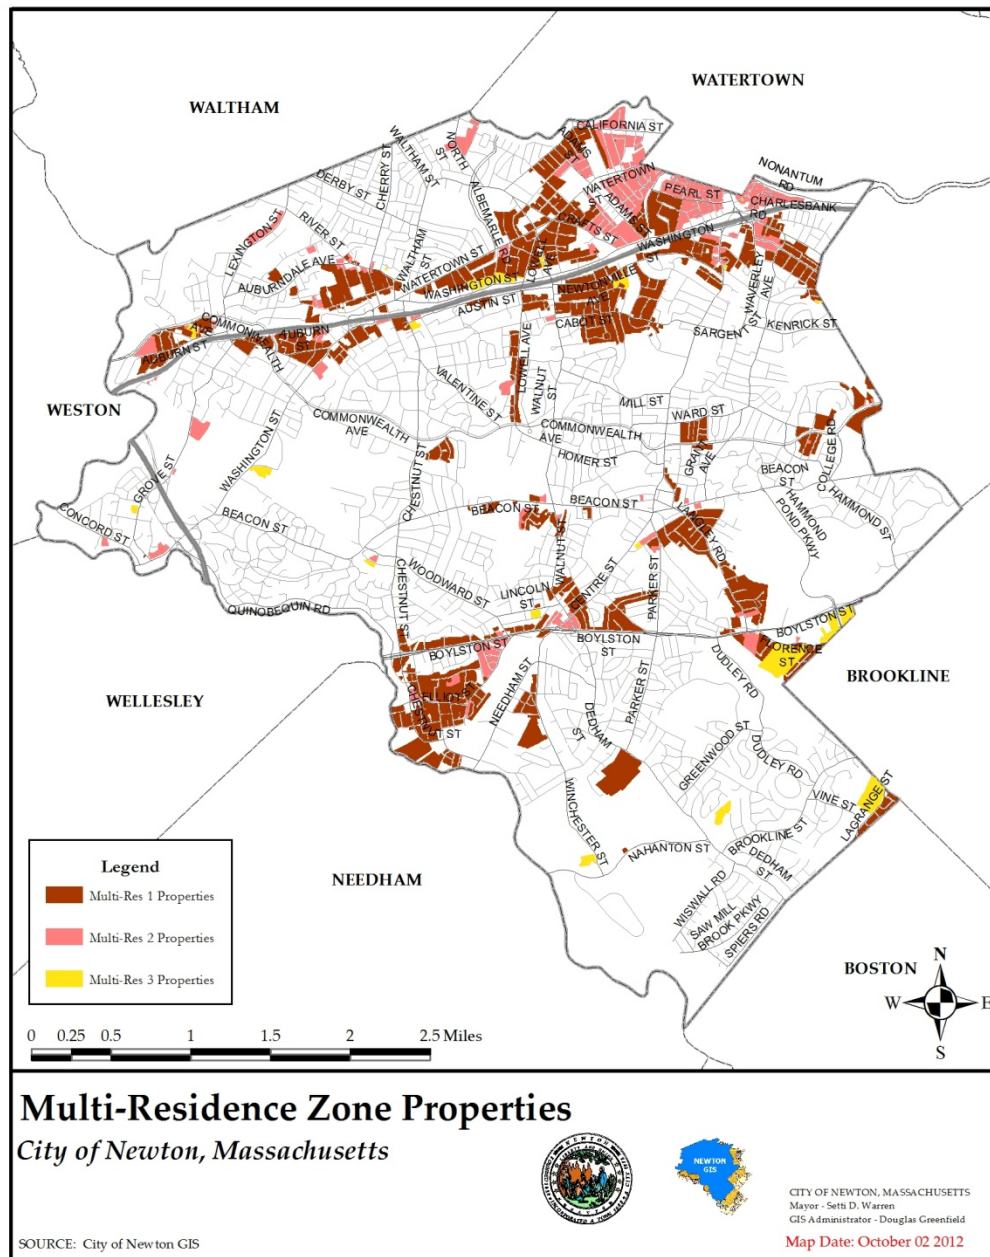 WATERTOWN
WALTHAM
CALIFORNIA ST
ADAMS ST
NORTH ST
WALTHAM ST
CHERRY ST
DERBY ST
WATERTOWN ST
PEARL ST
NONANTUM RD
CHARLESBANK RD
ALBEMARLE RD
ADAMS ST
CRAFTS ST
WASHINGTON ST
LEXINGTON ST
RIVER ST
WALTHAM ST
LOWELL AVE
AUBURNDALE AVE
WATERTOWN ST
WASHINGTON ST
NEWTONVILLE AVE
WAVERLEY AVE
AUSTIN ST
CABOT ST
SARGENT ST
KENRICK ST
COMMONWEALTH AVE
AUBURN ST
AUBURN ST
LOWELL AVE
WALNUT ST
VALENTINE ST
MILL ST
WARD ST
WESTON
COMMONWEALTH AVE
COMMONWEALTH AVE
HOMER ST
GRANT AVE
COLLEGE RD
WASHINGTON ST
CHESTNUT ST
BEACON ST
GROVE ST
HAMMOND POND PKWY
HAMMOND ST
CONCORD ST
BEACON ST
BEACON ST
BEACON ST
LANGLEY RD
WALNUT ST
CENTRE ST
PARKER ST
WOODWARD ST
LINCOLN ST
QUINOBEQUIN RD
CHESTNUT ST
BOYLSTON ST
BOYLSTON ST
BOYLSTON ST
FLORENCE ST
DUDLEY RD
BROOKLINE
WELLESLEY
ELLIOT ST
CHESTNUT ST
NEEDHAM ST
DEDHAM ST
PARKER ST
GREENWOOD ST
DUDLEY RD
VINE ST
LAGRANGE ST
WINCHESTER ST
BROOKLINE ST
NAHANTON ST
DEDHAM ST
WISWALL RD
SAW MILL BROOK PKWY
SPIERS RD
NEEDHAM
BOSTON
Legend
Multi-Res 1 Properties
Multi-Res 2 Properties
Multi-Res 3 Properties
N
W E
S
0 0.25 0.5 1 1.5 2 2.5 Miles
Multi-Residence Zone Properties
City of Newton, Massachusetts
NEWTON
GIS
CITY OF NEWTON, MASSACHUSETTS
Mayor - Setti D. Warren
GIS Administrator - Douglas Greenfield
SOURCE: City of Newton GIS
Map Date: October 02 2012